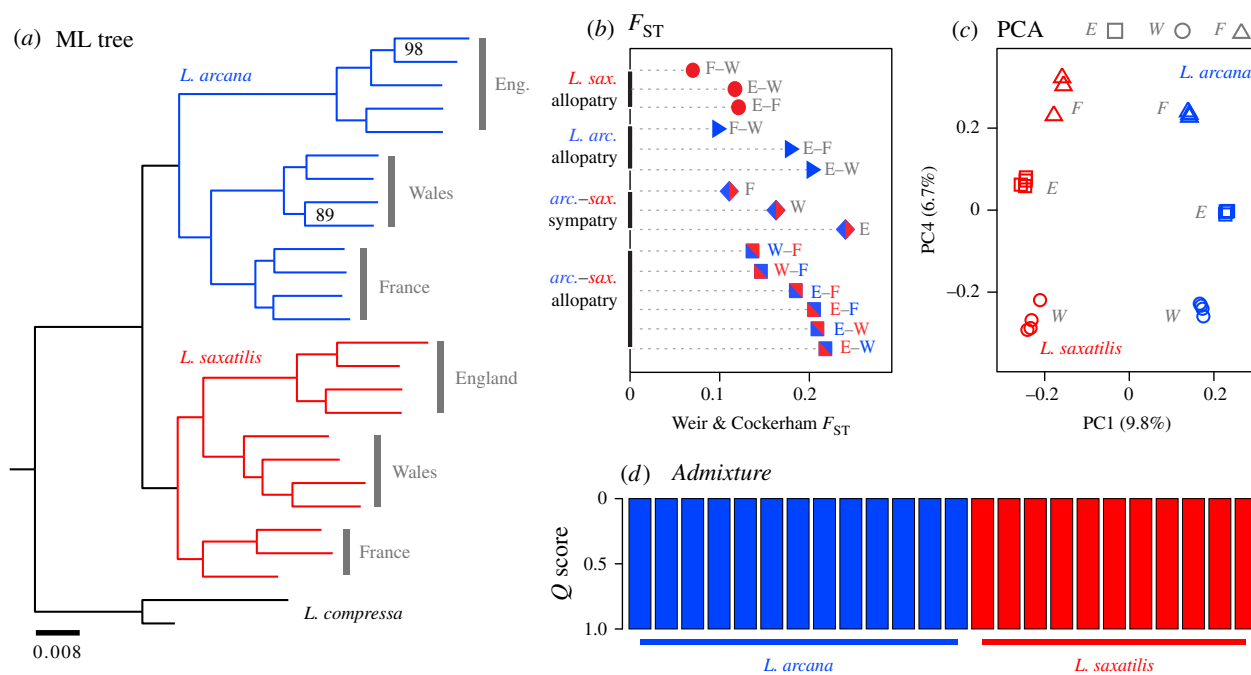 (a) ML tree
L. arcana
98
Eng.
Wales
89
France
L. saxatilis
England
Wales
France
L. compressa
0.008
(b) FST
L. sax.
allopatry
F–W
E–W
E–F
L. arc.
allopatry
F–W
E–F
E–W
arc.–sax.
sympatry
F
W
E
arc.–sax.
allopatry
W–F
W–F
E–F
E–F
E–W
E–W
0
0.1
0.2
Weir & Cockerham FST
(c) PCA
E W F
L. arcana
F
F
E
E
W
W
L. saxatilis
0.2
0
−0.2
PC4 (6.7%)
−0.2
0
0.2
PC1 (9.8%)
(d) Admixture
0
0.5
1.0
Q score
L. arcana
L. saxatilis